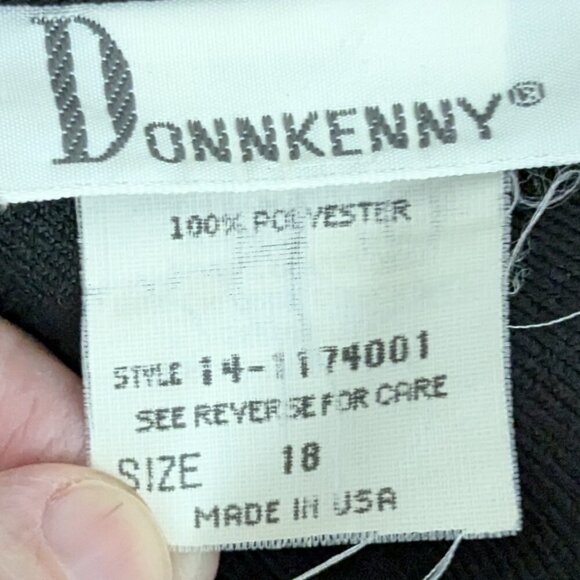 DONNKENNY®
100% POLYESTER
STYLE 14-1174001
SEE REVERSE FOR CARE
SIZE 18
MADE IN USA